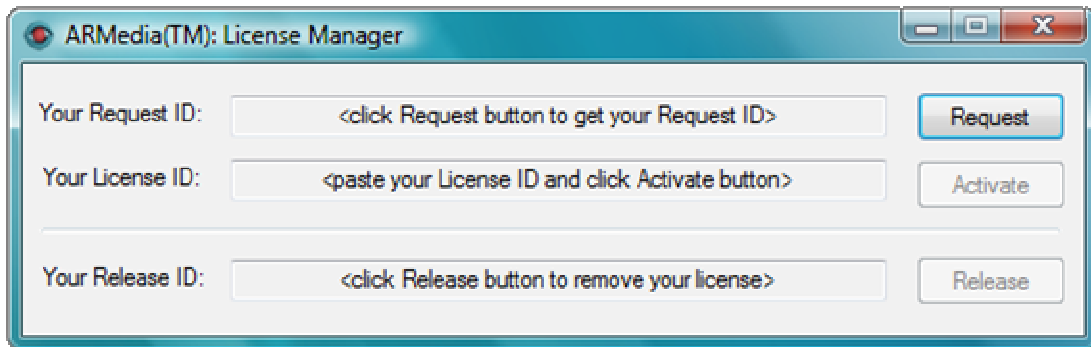 ARMedia(TM): License Manager
Your Request ID: <click Request button to get your Request ID> Request
Your License ID: <paste your License ID and click Activate button> Activate
Your Release ID: <click Release button to remove your license> Release